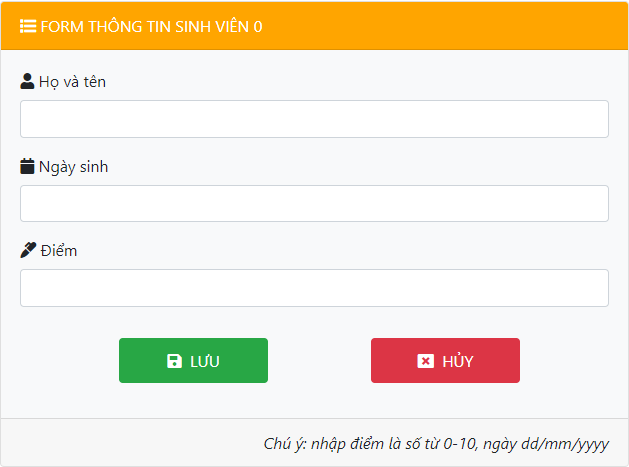 FORM THÔNG TIN SINH VIÊN 0
Họ và tên
Ngày sinh
Điểm
LƯU
HỦY
Chú ý: nhập điểm là số từ 0-10, ngày dd/mm/yyyy